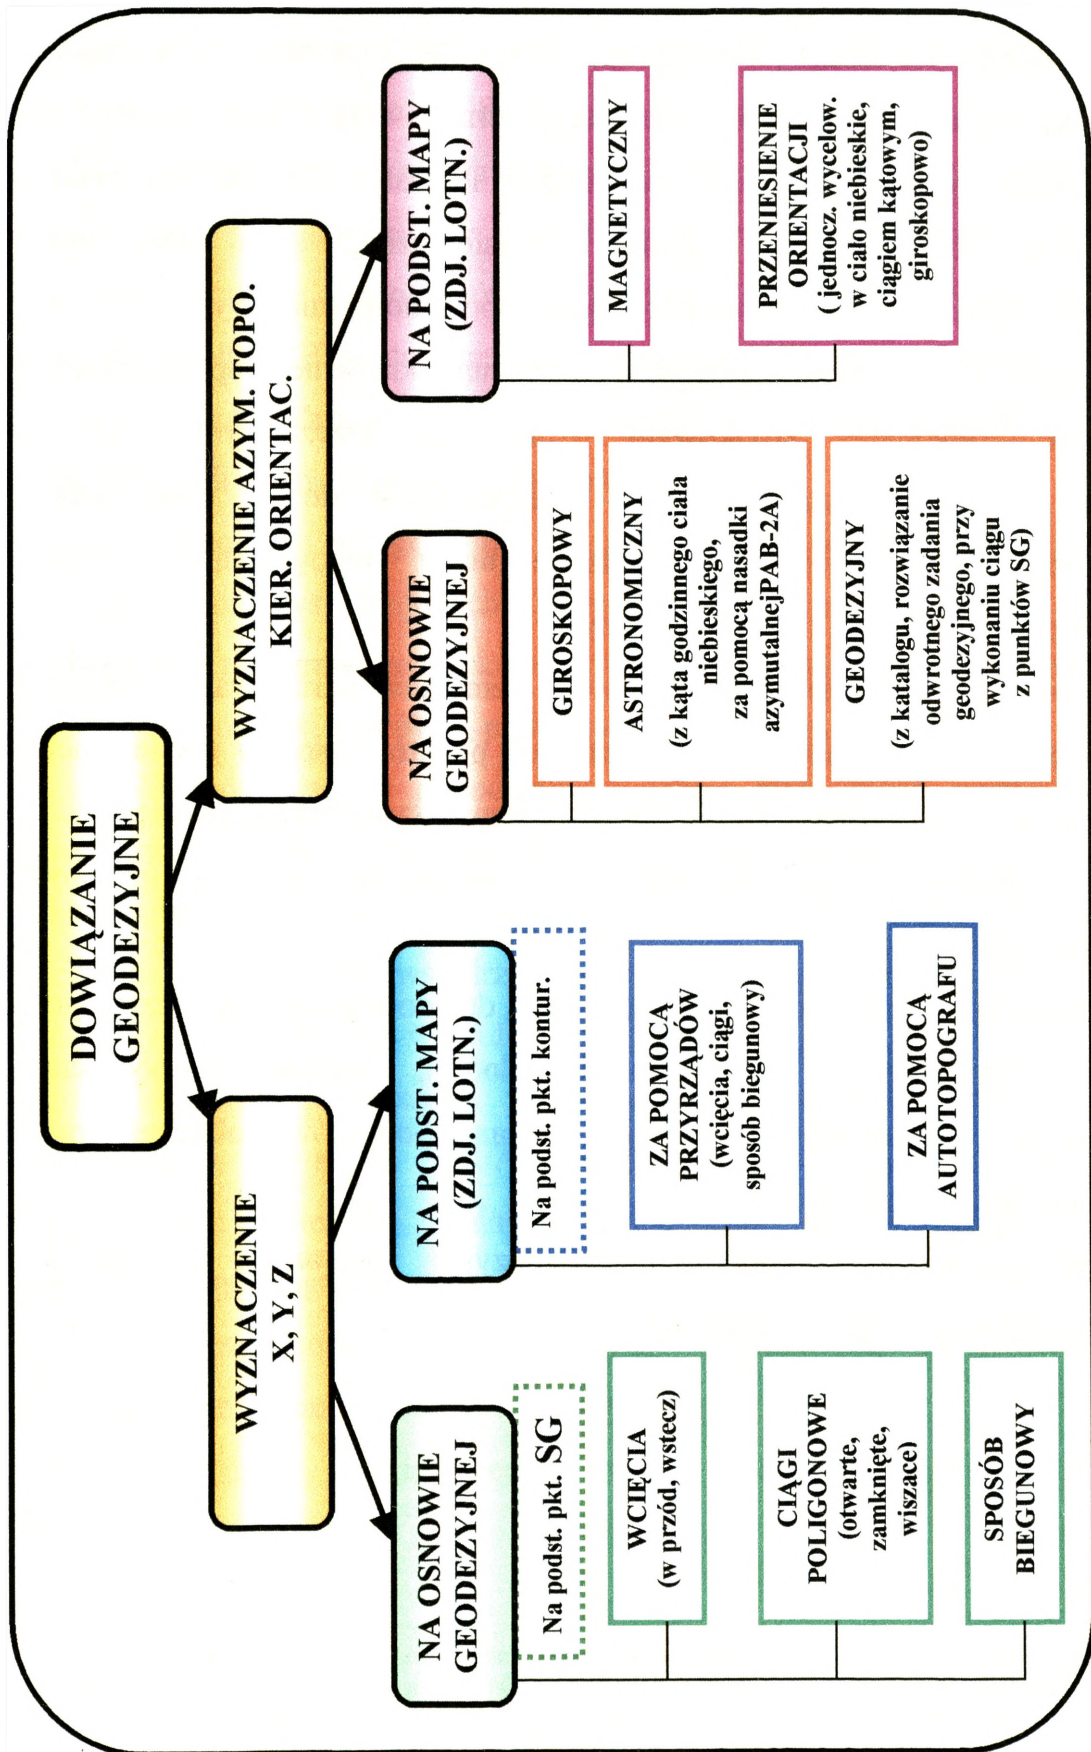 DOWIĄZANIE
GEODEZYJNE
WYZNACZENIE
X, Y, Z
WYZNACZENIE AZYM. TOPO.
KIER. ORIENTAC.
NA OSNOWIE
GEODEZYJNEJ
Na podst. pkt. SG
WCIĘCIA
(w przód, wstecz)
CIĄGI
POLIGONOWE
(otwarte,
zamknięte,
wiszace)
SPOSÓB
BIEGUNOWY
NA PODST. MAPY
(ZDJ. LOTN.)
Na podst. pkt. kontur.
ZA POMOCĄ
PRZYRZĄDÓW
(wcięcia, ciągi,
sposób biegunowy)
ZA POMOCĄ
AUTOTOPOGRAFU
NA OSNOWIE
GEODEZYJNEJ
GIROSKOPOWY
ASTRONOMICZNY
(z kąta godzinnego ciała
niebieskiego,
za pomocą nasadki
azymutalnejPAB-2A)
GEODEZYJNY
(z katalogu, rozwiązanie
odwrotnego zadania
geodezyjnego, przy
wykonaniu ciągu
z punktów SG)
NA PODST. MAPY
(ZDJ. LOTN.)
MAGNETYCZNY
PRZENIESIENIE
ORIENTACJI
( jednocz. wycelow.
w ciało niebieskie,
ciągiem kątowym,
giroskopowo)